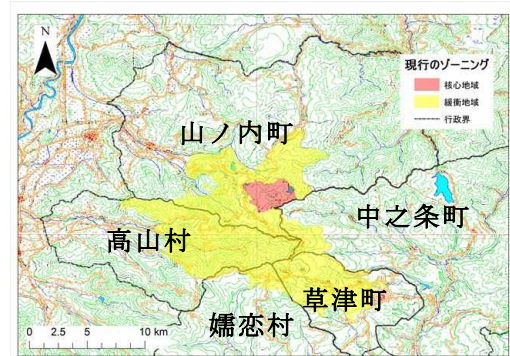 N
現行のゾーニング
核心地域
緩衝地域
行政界
山ノ内町
中之条町
高山村
草津町
嬬恋村
0 2.5 5 10 km